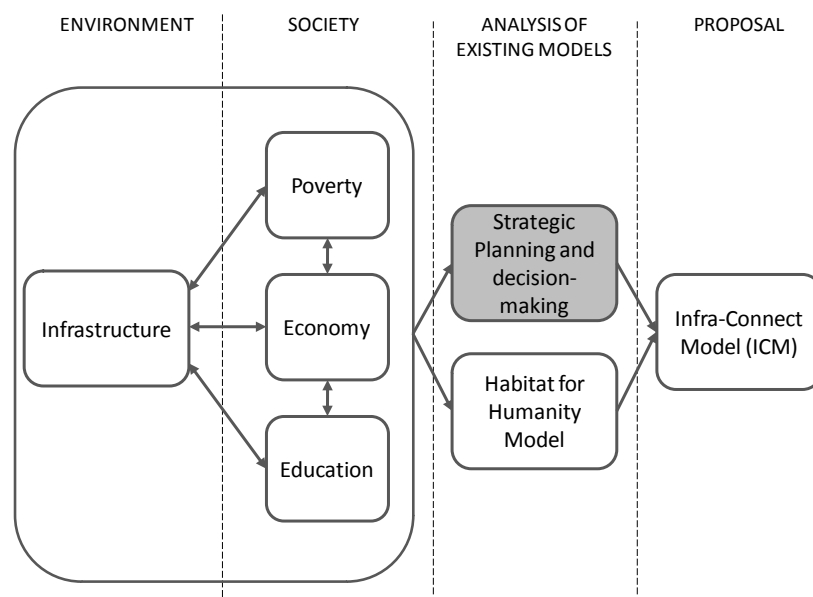 ENVIRONMENT
SOCIETY
ANALYSIS OF
EXISTING MODELS
PROPOSAL
Poverty
Infrastructure
Economy
Education
Strategic
Planning and
decision-
making
Habitat for
Humanity
Model
Infra-Connect
Model (ICM)